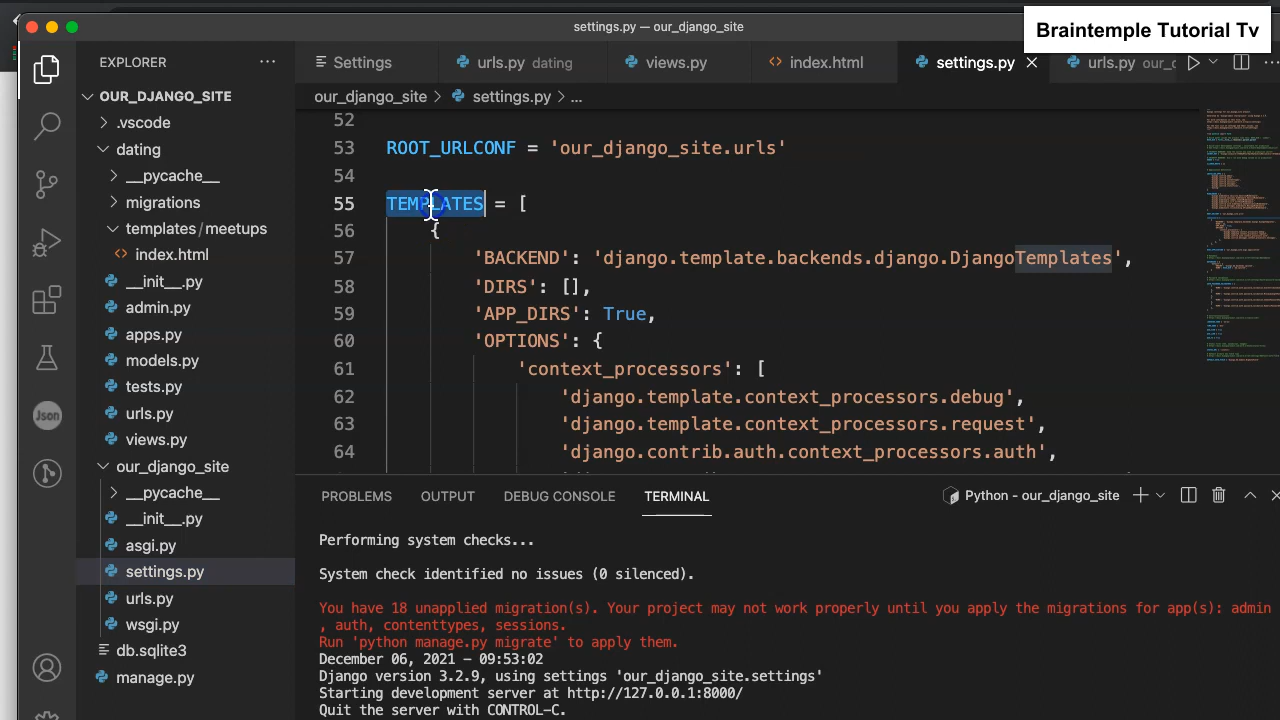 settings.py — our_django_site
Braintemple Tutorial Tv
EXPLORER
Settings
urls.py dating
views.py
index.html
settings.py
urls.py our_c
OUR_DJANGO_SITE
.vscode
dating
__pycache__
migrations
templates/meetups
index.html
__init__.py
admin.py
apps.py
models.py
tests.py
urls.py
views.py
our_django_site
__pycache__
__init__.py
asgi.py
settings.py
urls.py
wsgi.py
db.sqlite3
manage.py
Json
our_django_site > settings.py > ...
52
53 ROOT_URLCONF = 'our_django_site.urls'
54
55 TEMPLATES = [
56 {
57 'BACKEND': 'django.template.backends.django.DjangoTemplates',
58 'DIRS': [],
59 'APP_DIRS': True,
60 'OPTIONS': {
61 'context_processors': [
62 'django.template.context_processors.debug',
63 'django.template.context_processors.request',
64 'django.contrib.auth.context_processors.auth',
PROBLEMS OUTPUT DEBUG CONSOLE TERMINAL
Python - our_django_site
Performing system checks...
System check identified no issues (0 silenced).
You have 18 unapplied migration(s). Your project may not work properly until you apply the migrations for app(s): admin
, auth, contenttypes, sessions.
Run 'python manage.py migrate' to apply them.
December 06, 2021 - 09:53:02
Django version 3.2.9, using settings 'our_django_site.settings'
Starting development server at http://127.0.0.1:8000/
Quit the server with CONTROL-C.